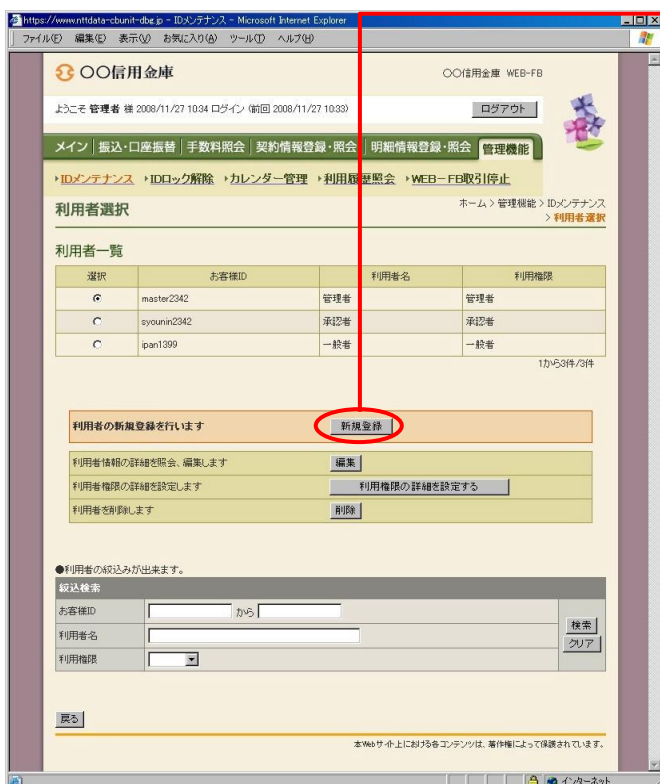 https://www.nttdata-cbunit-dbg.jp - IDメンテナンス - Microsoft Internet Explorer
ファイル(F) 編集(E) 表示(V) お気に入り(A) ツール(T) ヘルプ(H)
〇〇信用金庫
〇〇信用金庫 WEB-FB
ようこそ 管理者 様 2008/11/27 10:34 ログイン (前回 2008/11/27 10:33)
ログアウト
メイン 振込・口座振替 手数料照会 契約情報登録・照会 明細情報登録・照会 管理機能
IDメンテナンス IDロック解除 カレンダー管理 利用履歴照会 WEB-FB取引停止
利用者選択
ホーム > 管理機能 > IDメンテナンス
> 利用者選択
利用者一覧
選択 お客様ID 利用者名 利用権限
master2342 管理者 管理者
syounin2342 承認者 承認者
ipan1399 一般者 一般者
1から3件/3件
利用者の新規登録を行います 新規登録
利用者情報の詳細を照会、編集します 編集
利用者権限の詳細を設定します 利用権限の詳細を設定する
利用者を削除します 削除
●利用者の絞込みが出来ます。
絞込検索
お客様ID から
利用者名
利用権限
検索
クリア
戻る
本Webサイト上における各コンテンツは、著作権によって保護されています。
インターネット